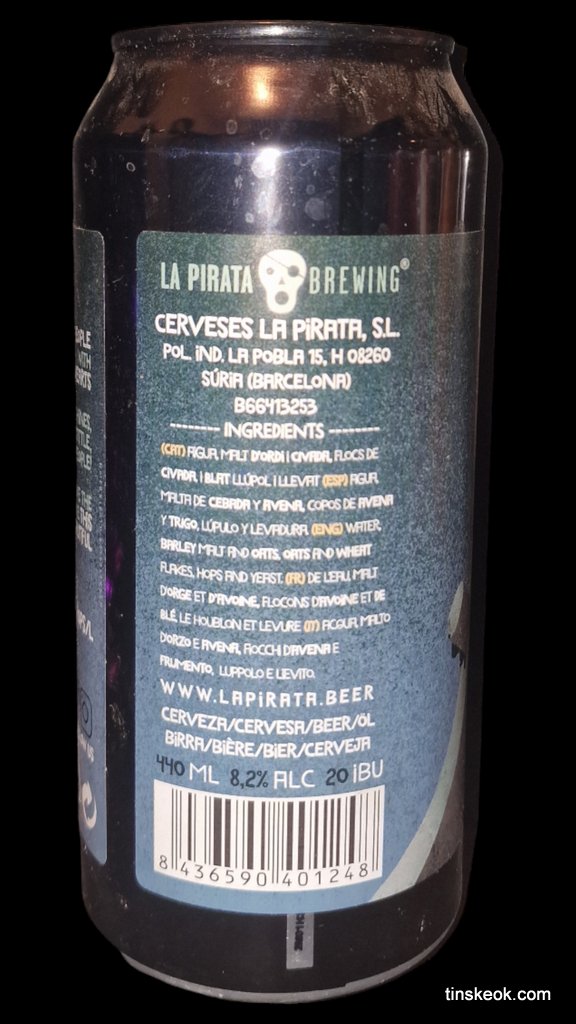 LA PIRATA BREWING®
CERVESES LA PiRATA, S.L.
POL. iND. LA POBLA 15, H 08260
SÚRiA (BARCELONA)
B66413253
-------- INGREDIENTS --------
(CAT) AIGUA, MALT D'ORDI I CIVADA, FLOCS DE
CIVADA I BLAT LLÚPOL I LLEVAT (ESP) AGUA,
MALTA DE CEBADA Y AVENA, COPOS DE AVENA
Y TRIGO, LÚPULO Y LEVADURA. (ENG) WATER,
BARLEY MALT AND OATS, OATS AND WHEAT
FLAKES, HOPS AND YEAST. (FR) DE L'EAU, MALT
D'ORGE ET D'AVOINE, FLOCONS D'AVOINE ET DE
BLÉ, LE HOUBLON ET LEVURE (IT) ACQUA, MALTO
D'ORZO E AVENA, FIOCCHI D'AVENA E
FRUMENTO, LUPPOLO E LIEVITO.
WWW.LAPiRATA.BEER
CERVEZA/CERVESA/BEER/ÖL
BiRRA/BIÈRE/BiER/CERVEJA
440 ML 8,2% ALC 20 iBU
8 436590 401248
tinskeok.com